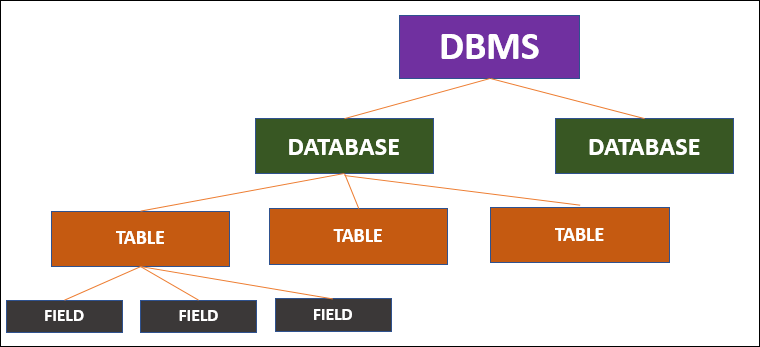 DBMS
DATABASE
DATABASE
TABLE
TABLE
TABLE
FIELD
FIELD
FIELD